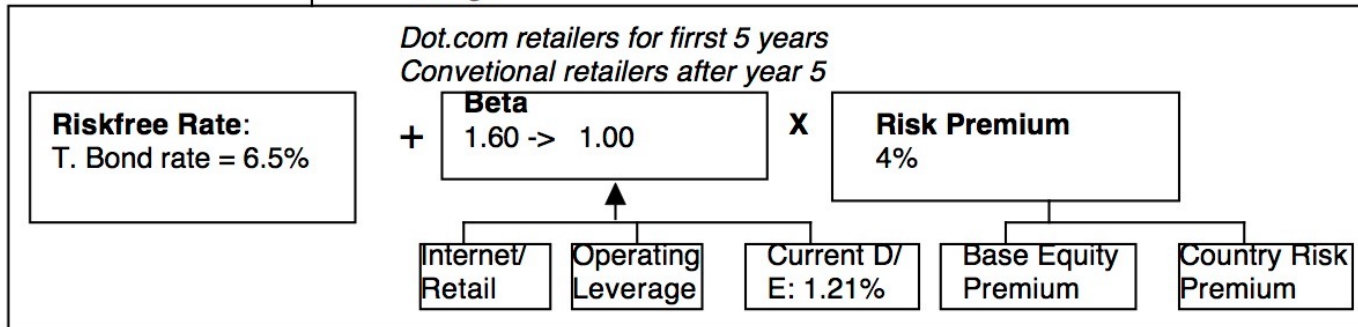 Dot.com retailers for firrst 5 years
Convetional retailers after year 5
Riskfree Rate:
T. Bond rate = 6.5%
+
Beta
1.60 -> 1.00
X
Risk Premium
4%
Internet/
Retail
Operating
Leverage
Current D/
E: 1.21%
Base Equity
Premium
Country Risk
Premium